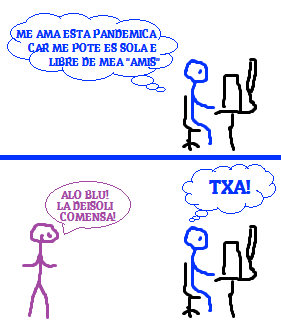 ME AMA ESTA PANDEMICA
CAR ME POTE ES SOLA E
LIBRE DE MEA "AMIS"
TXA!
ALO BLU!
LA DEISOLI
COMENSA!